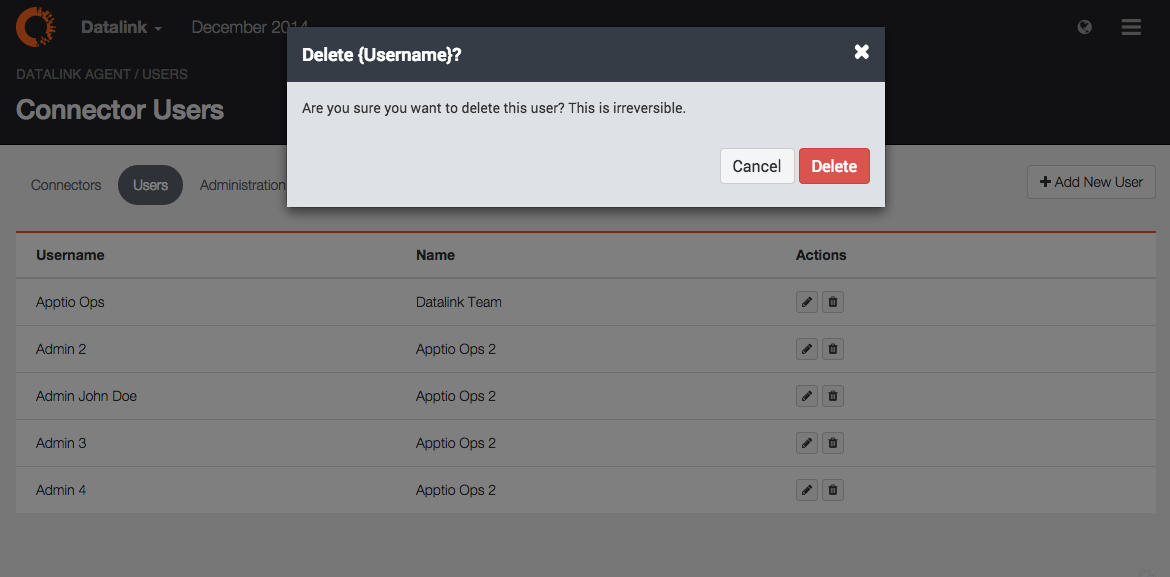 Datalink
December 2014
DATALINK AGENT / USERS
Connector Users
Delete {Username}?
Are you sure you want to delete this user? This is irreversible.
Cancel
Delete
Connectors
Users
Administration
Add New User
Username
Name
Actions
Apptio Ops
Datalink Team
Admin 2
Apptio Ops 2
Admin John Doe
Apptio Ops 2
Admin 3
Apptio Ops 2
Admin 4
Apptio Ops 2